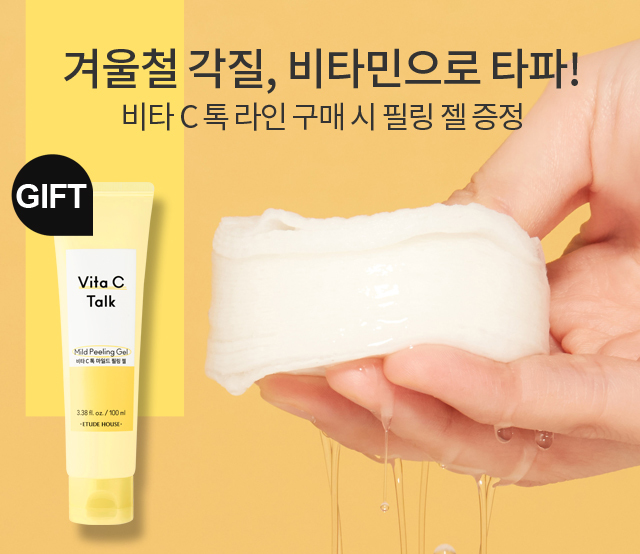 겨울철 각질, 비타민으로 타파!
비타 C 톡 라인 구매 시 필링 젤 증정
GIFT
Vita C
Talk
Mild Peeling Gel
비타 C 톡 마일드 필링 젤
3.38 fl. oz. / 100 ml
·ETUDE HOUSE·